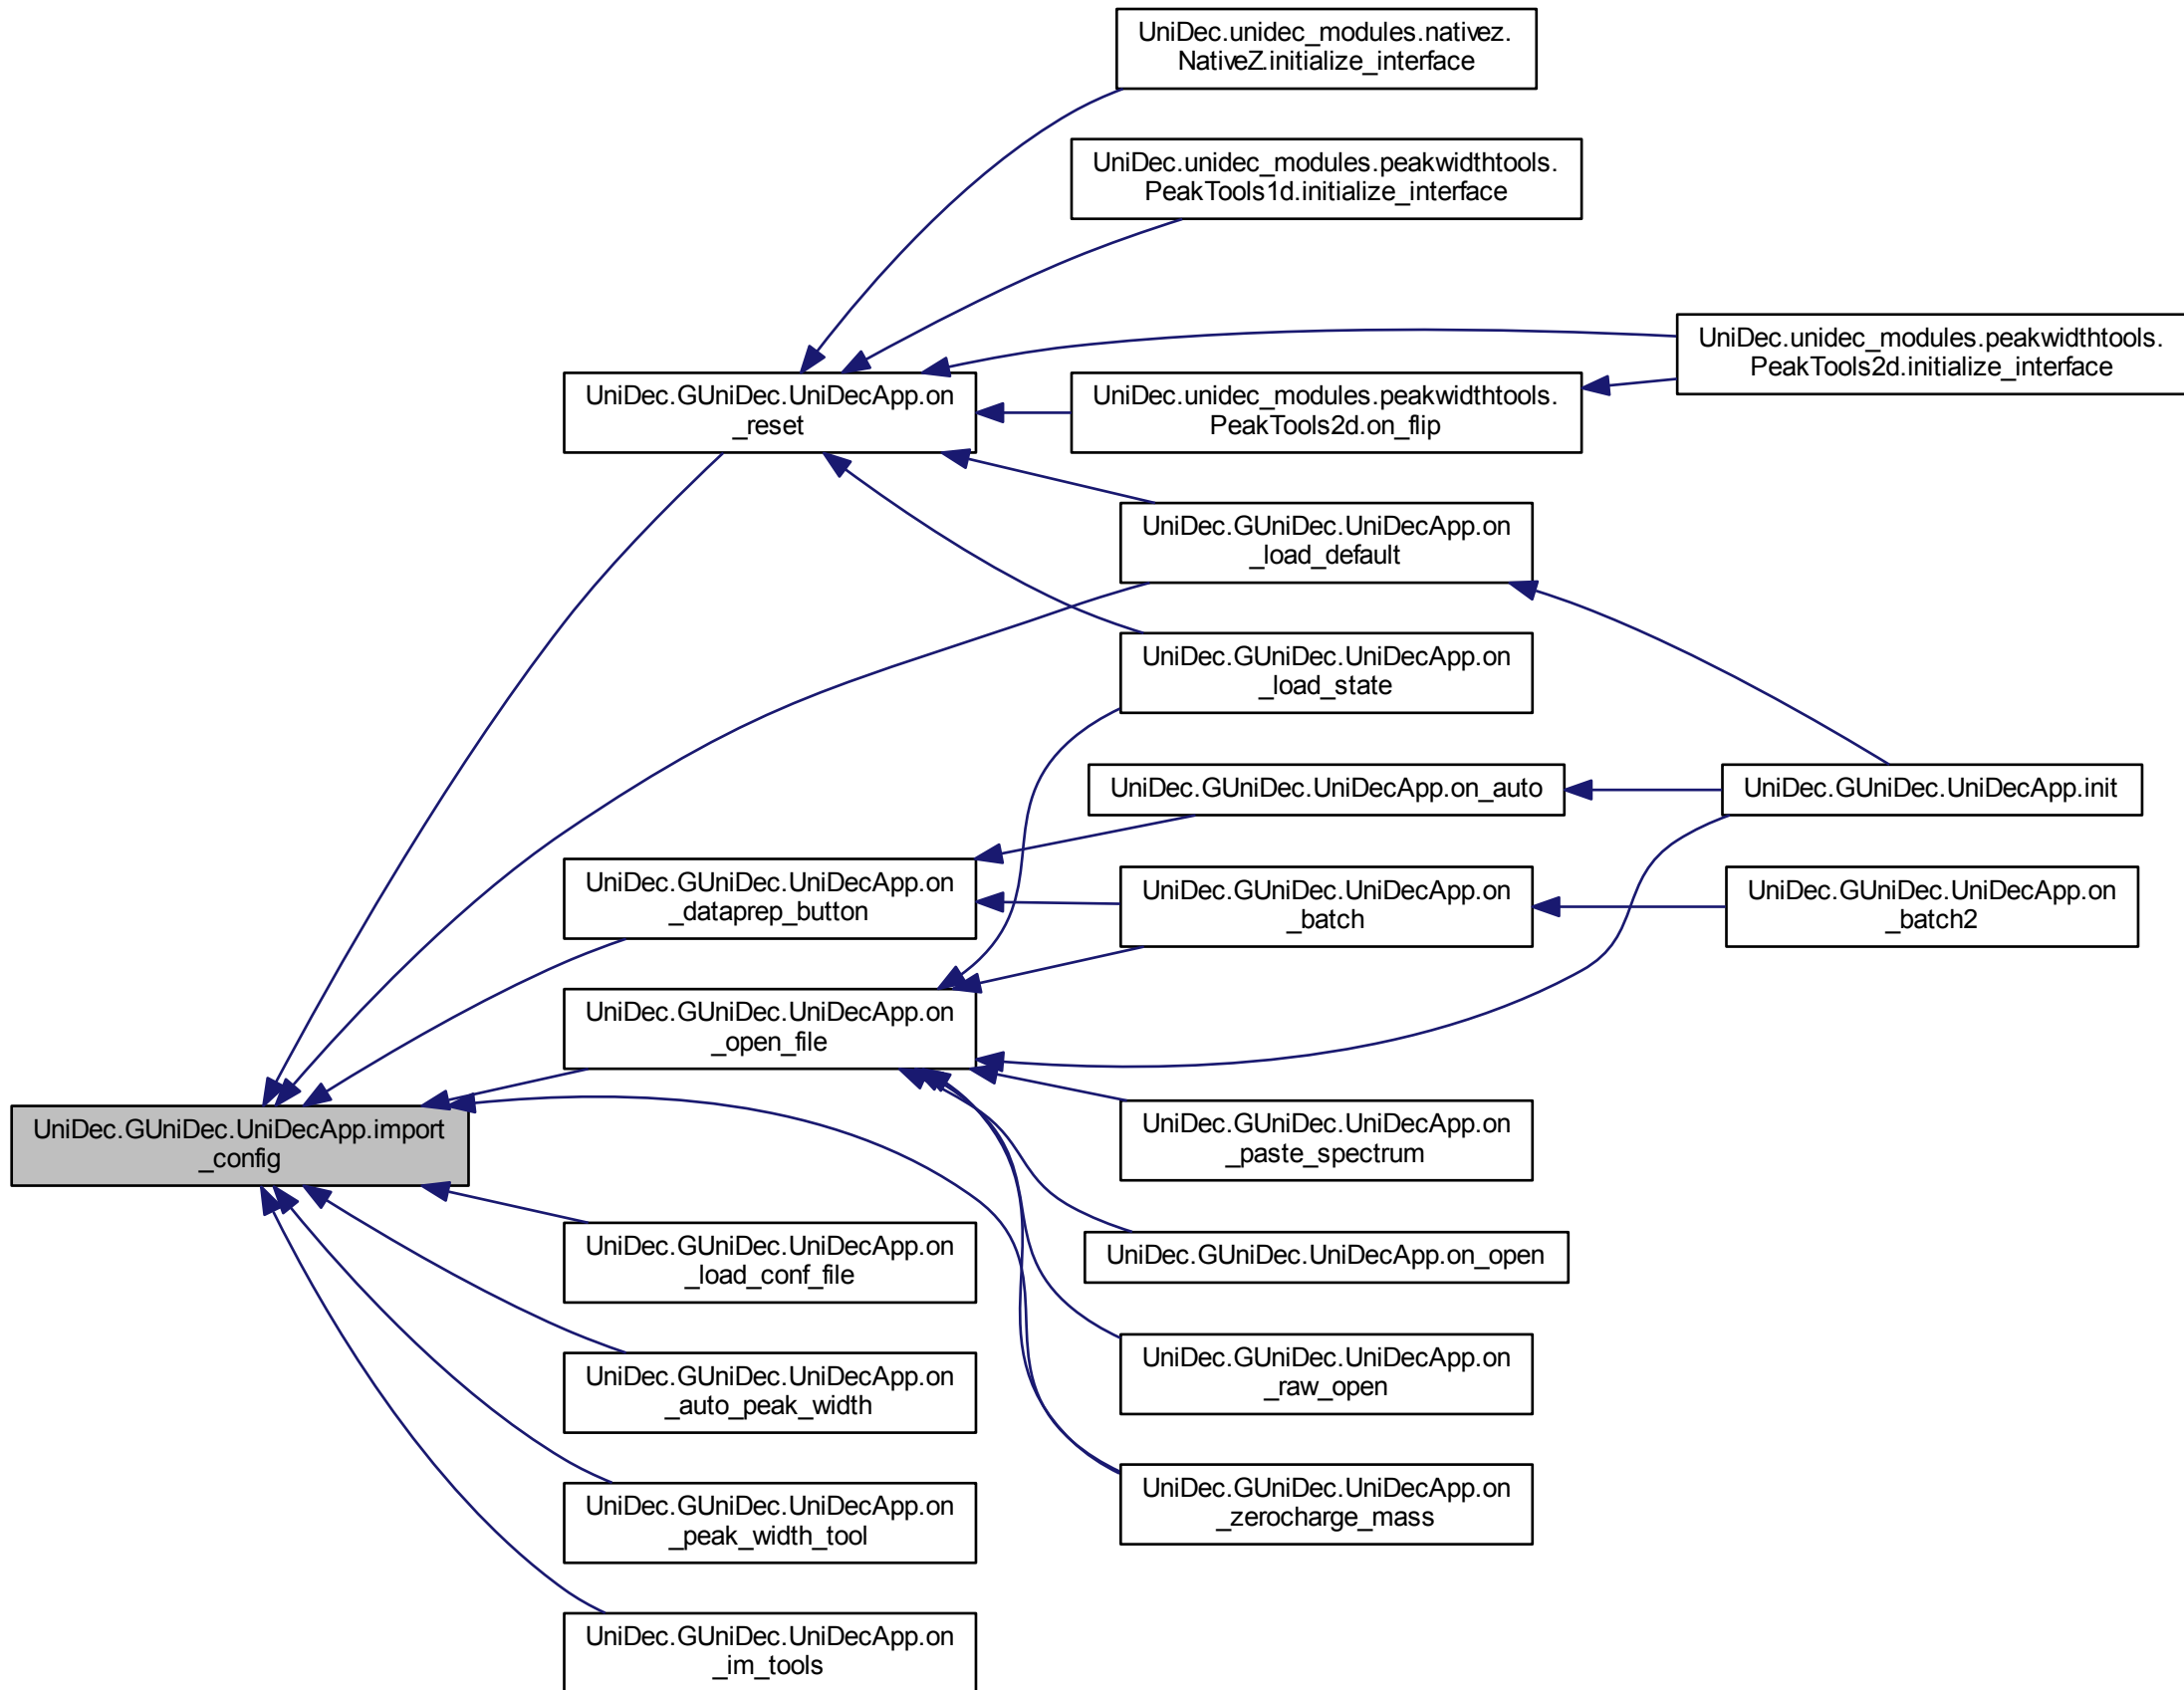 UniDec.unidec_modules.nativez.
NativeZ.initialize_interface
UniDec.unidec_modules.peakwidthtools.
PeakTools1d.initialize_interface
UniDec.unidec_modules.peakwidthtools.
PeakTools2d.initialize_interface
UniDec.GUniDec.UniDecApp.on
_reset
UniDec.unidec_modules.peakwidthtools.
PeakTools2d.on_flip
UniDec.GUniDec.UniDecApp.on
_load_default
UniDec.GUniDec.UniDecApp.on
_load_state
UniDec.GUniDec.UniDecApp.on_auto
UniDec.GUniDec.UniDecApp.init
UniDec.GUniDec.UniDecApp.on
_dataprep_button
UniDec.GUniDec.UniDecApp.on
_batch
UniDec.GUniDec.UniDecApp.on
_batch2
UniDec.GUniDec.UniDecApp.on
_open_file
UniDec.GUniDec.UniDecApp.import
_config
UniDec.GUniDec.UniDecApp.on
_paste_spectrum
UniDec.GUniDec.UniDecApp.on
_load_conf_file
UniDec.GUniDec.UniDecApp.on_open
UniDec.GUniDec.UniDecApp.on
_raw_open
UniDec.GUniDec.UniDecApp.on
_auto_peak_width
UniDec.GUniDec.UniDecApp.on
_zerocharge_mass
UniDec.GUniDec.UniDecApp.on
_peak_width_tool
UniDec.GUniDec.UniDecApp.on
_im_tools